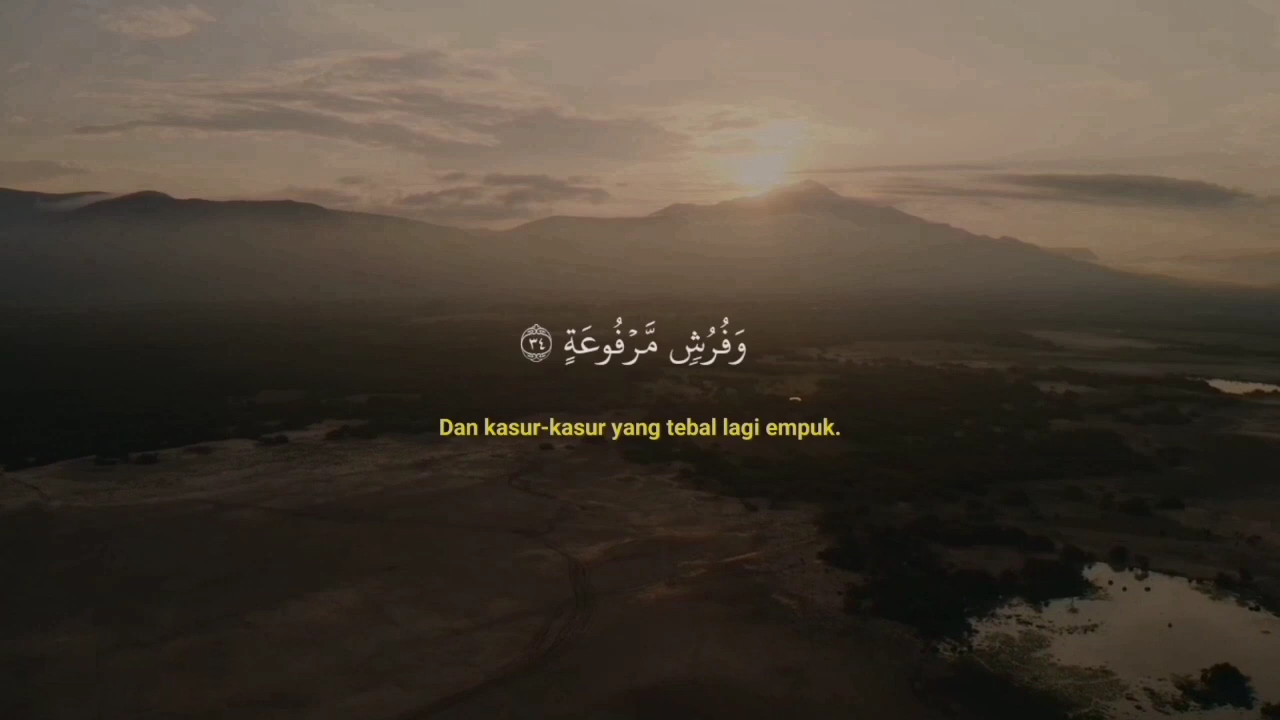 وَفُرُشٍ مَّرْفُوعَةٍ ٣٤
Dan kasur-kasur yang tebal lagi empuk.